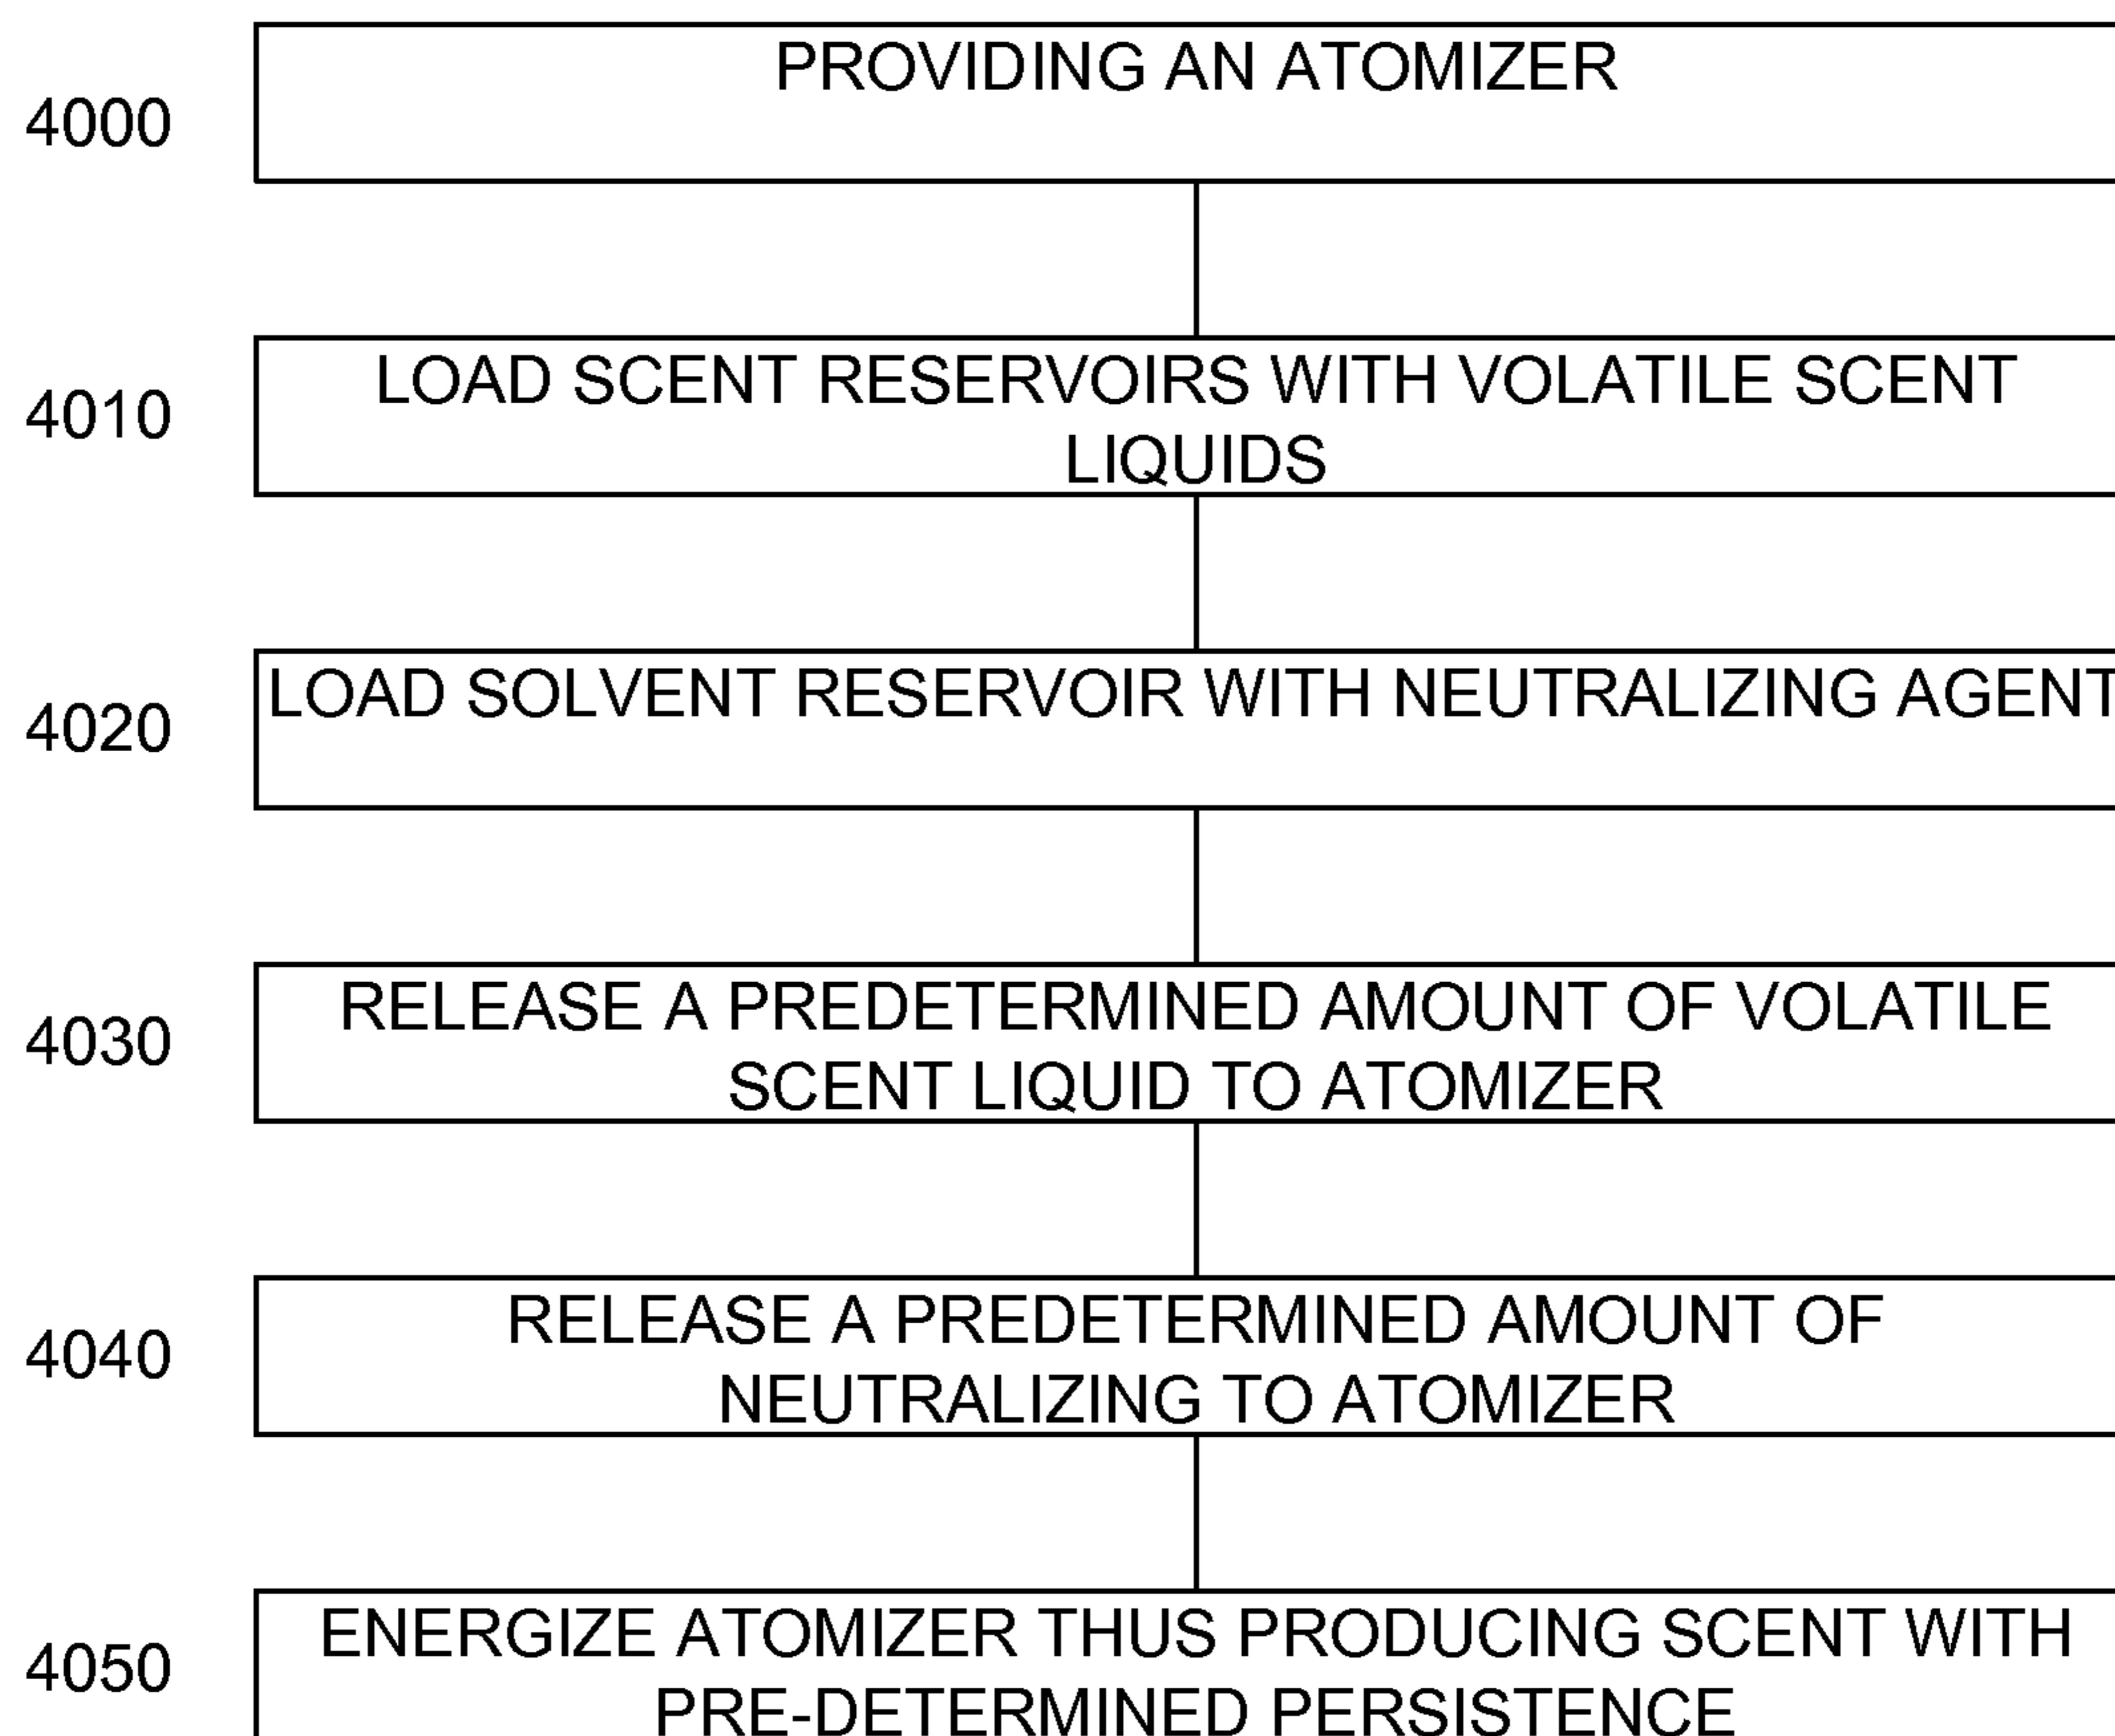 PROVIDING AN ATOMIZER
4000
LOAD SCENT RESERVOIRS WITH VOLATILE SCENT
4010
LIQUIDS
LOAD SOLVENT RESERVOIR WITH NEUTRALIZING AGENT
4020
RELEASE A PREDETERMINED AMOUNT OF VOLATILE
4030
SCENT LIQUID TO ATOMIZER
RELEASE A PREDETERMINED AMOUNT OF
4040
NEUTRALIZING TO ATOMIZER
ENERGIZE ATOMIZER THUS PRODUCING SCENT WITH
4050
PRE-DETERMINED PERSISTENCE